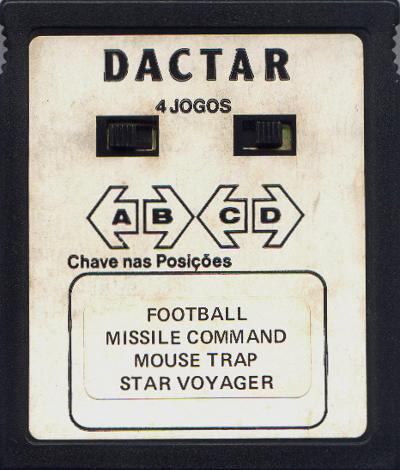 DACTAR
4 JOGOS
A B C D
Chave nas Posições
FOOTBALL
MISSILE COMMAND
MOUSE TRAP
STAR VOYAGER